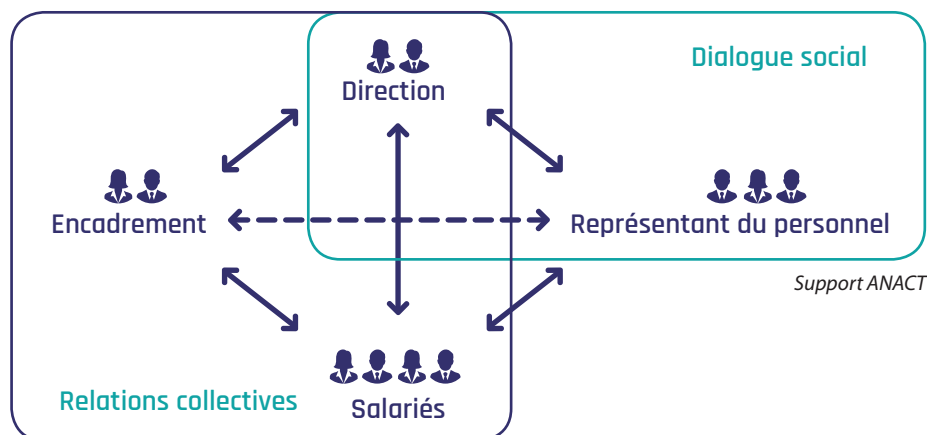 Dialogue social
Direction
Encadrement
Représentant du personnel
Support ANACT
Relations collectives
Salariés